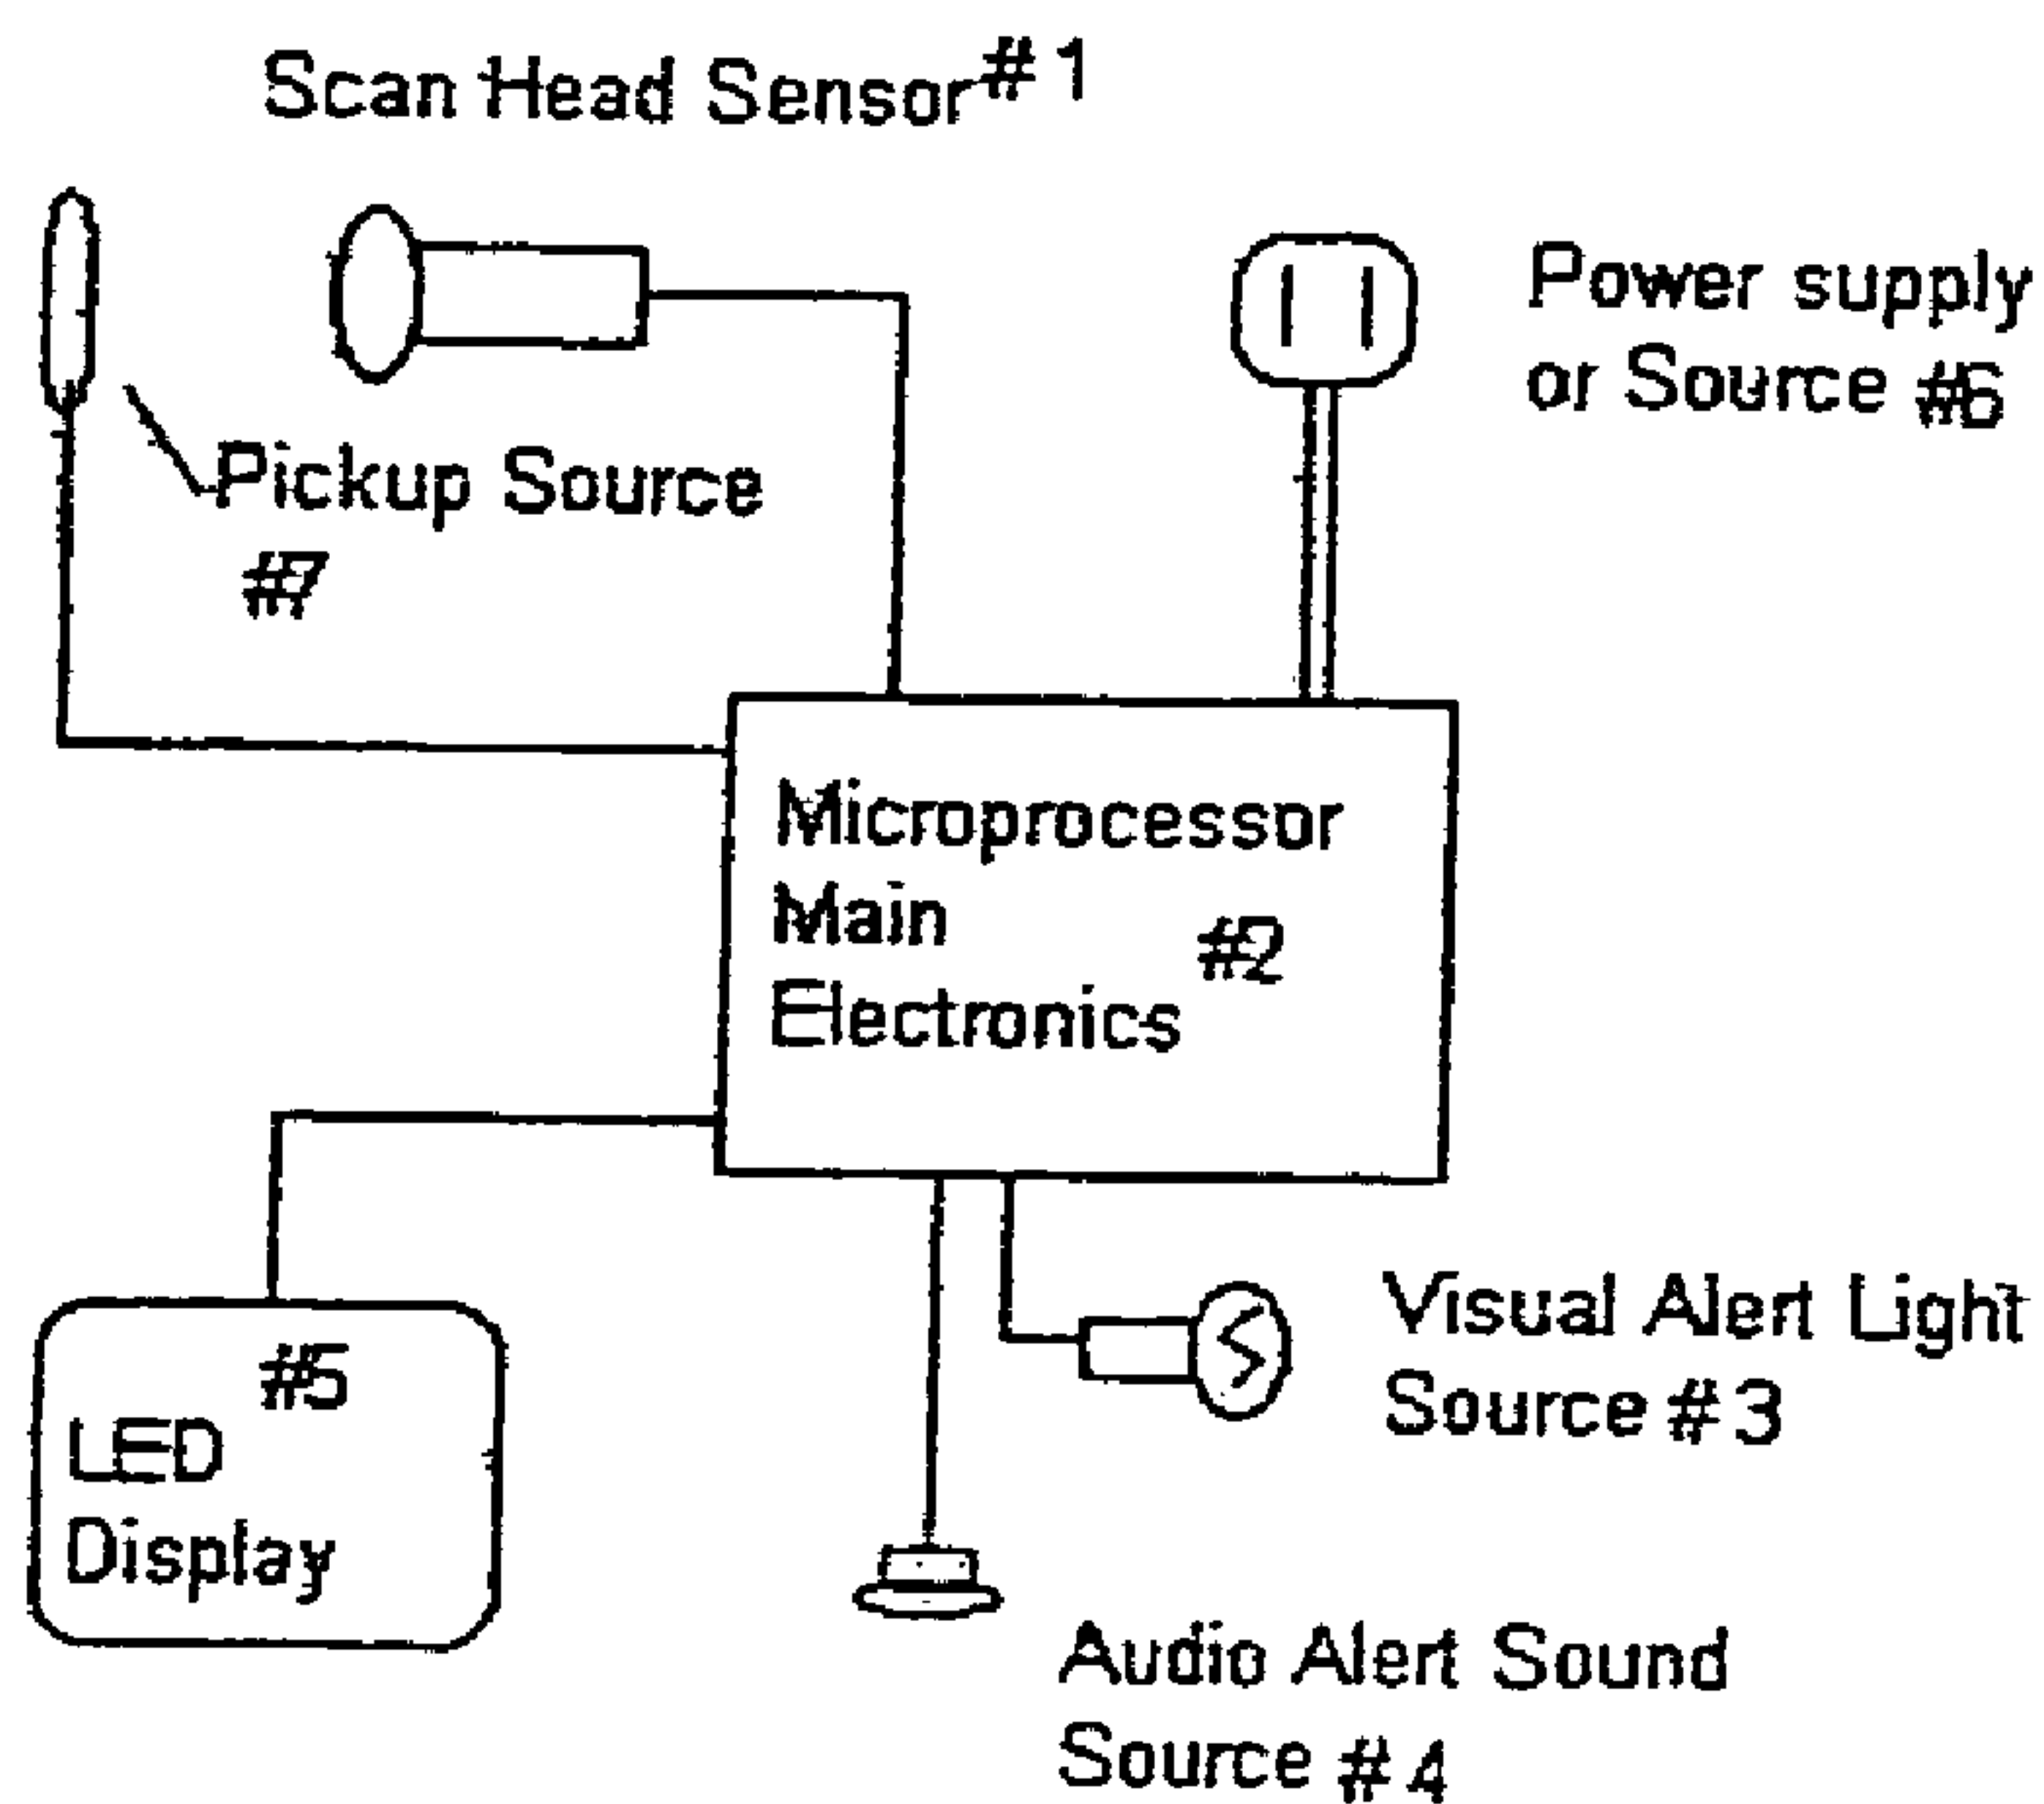 Scan Head Sensor #1
Power supply
or Source #6
Pickup Source
#7
Microprocessor
Main
#2
Electronics
#5
LED
Display
Visual Alert Light
Source #3
Audio Alert Sound
Source #4